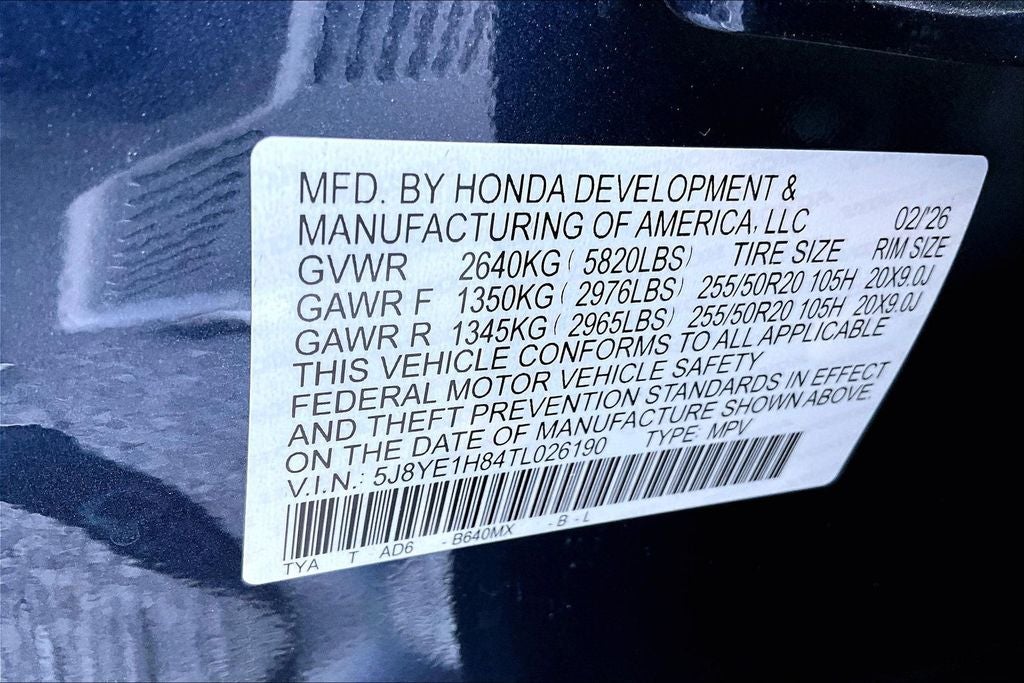 MFD. BY HONDA DEVELOPMENT &
MANUFACTURING OF AMERICA, LLC 02/'26
GVWR 2640KG ( 5820LBS) TIRE SIZE RIM SIZE
GAWR F 1350KG ( 2976LBS) 255/50R20 105H 20X9.0J
GAWR R 1345KG ( 2965LBS) 255/50R20 105H 20X9.0J
THIS VEHICLE CONFORMS TO ALL APPLICABLE
FEDERAL MOTOR VEHICLE SAFETY
AND THEFT PREVENTION STANDARDS IN EFFECT
ON THE DATE OF MANUFACTURE SHOWN ABOVE.
V.I.N.: 5J8YE1H84TL026190 TYPE: MPV
TYA T AD6 - B640MX - B - L